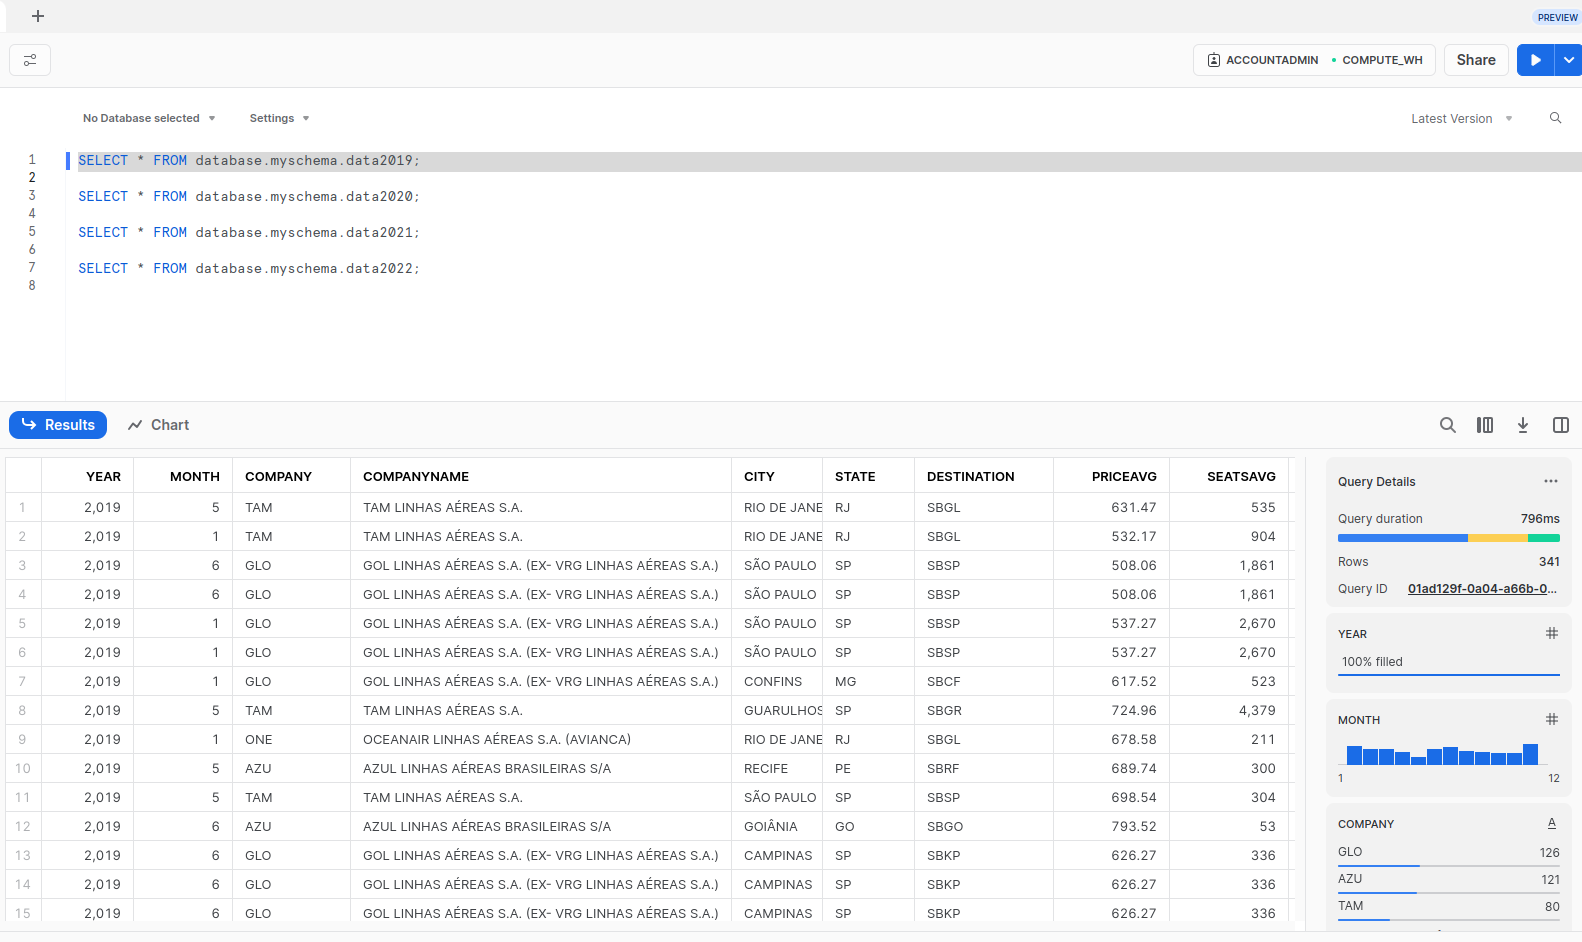 PREVIEW
ACCOUNTADMIN COMPUTE_WH Share
No Database selected Settings Latest Version
1 SELECT * FROM database.myschema.data2019;
2
3 SELECT * FROM database.myschema.data2020;
4
5 SELECT * FROM database.myschema.data2021;
6
7 SELECT * FROM database.myschema.data2022;
8
Results Chart
YEAR MONTH COMPANY COMPANYNAME CITY STATE DESTINATION PRICEAVG SEATSAVG
1 2,019 5 TAM TAM LINHAS AÉREAS S.A. RIO DE JANE RJ SBGL 631.47 535
2 2,019 1 TAM TAM LINHAS AÉREAS S.A. RIO DE JANE RJ SBGL 532.17 904
3 2,019 6 GLO GOL LINHAS AÉREAS S.A. (EX- VRG LINHAS AÉREAS S.A.) SÃO PAULO SP SBSP 508.06 1,861
4 2,019 6 GLO GOL LINHAS AÉREAS S.A. (EX- VRG LINHAS AÉREAS S.A.) SÃO PAULO SP SBSP 508.06 1,861
5 2,019 1 GLO GOL LINHAS AÉREAS S.A. (EX- VRG LINHAS AÉREAS S.A.) SÃO PAULO SP SBSP 537.27 2,670
6 2,019 1 GLO GOL LINHAS AÉREAS S.A. (EX- VRG LINHAS AÉREAS S.A.) SÃO PAULO SP SBSP 537.27 2,670
7 2,019 1 GLO GOL LINHAS AÉREAS S.A. (EX- VRG LINHAS AÉREAS S.A.) CONFINS MG SBCF 617.52 523
8 2,019 5 TAM TAM LINHAS AÉREAS S.A. GUARULHOS SP SBGR 724.96 4,379
9 2,019 1 ONE OCEANAIR LINHAS AÉREAS S.A. (AVIANCA) RIO DE JANE RJ SBGL 678.58 211
10 2,019 5 AZU AZUL LINHAS AÉREAS BRASILEIRAS S/A RECIFE PE SBRF 689.74 300
11 2,019 5 TAM TAM LINHAS AÉREAS S.A. SÃO PAULO SP SBSP 698.54 304
12 2,019 6 AZU AZUL LINHAS AÉREAS BRASILEIRAS S/A GOIÂNIA GO SBGO 793.52 53
13 2,019 6 GLO GOL LINHAS AÉREAS S.A. (EX- VRG LINHAS AÉREAS S.A.) CAMPINAS SP SBKP 626.27 336
14 2,019 6 GLO GOL LINHAS AÉREAS S.A. (EX- VRG LINHAS AÉREAS S.A.) CAMPINAS SP SBKP 626.27 336
15 2,019 6 GLO GOL LINHAS AÉREAS S.A. (EX- VRG LINHAS AÉREAS S.A.) CAMPINAS SP SBKP 626.27 336
Query Details ...
Query duration 796ms
Rows 341
Query ID 01ad129f-0a04-a66b-0...
YEAR #
100% filled
MONTH #
1 12
COMPANY A
GLO 126
AZU 121
TAM 80